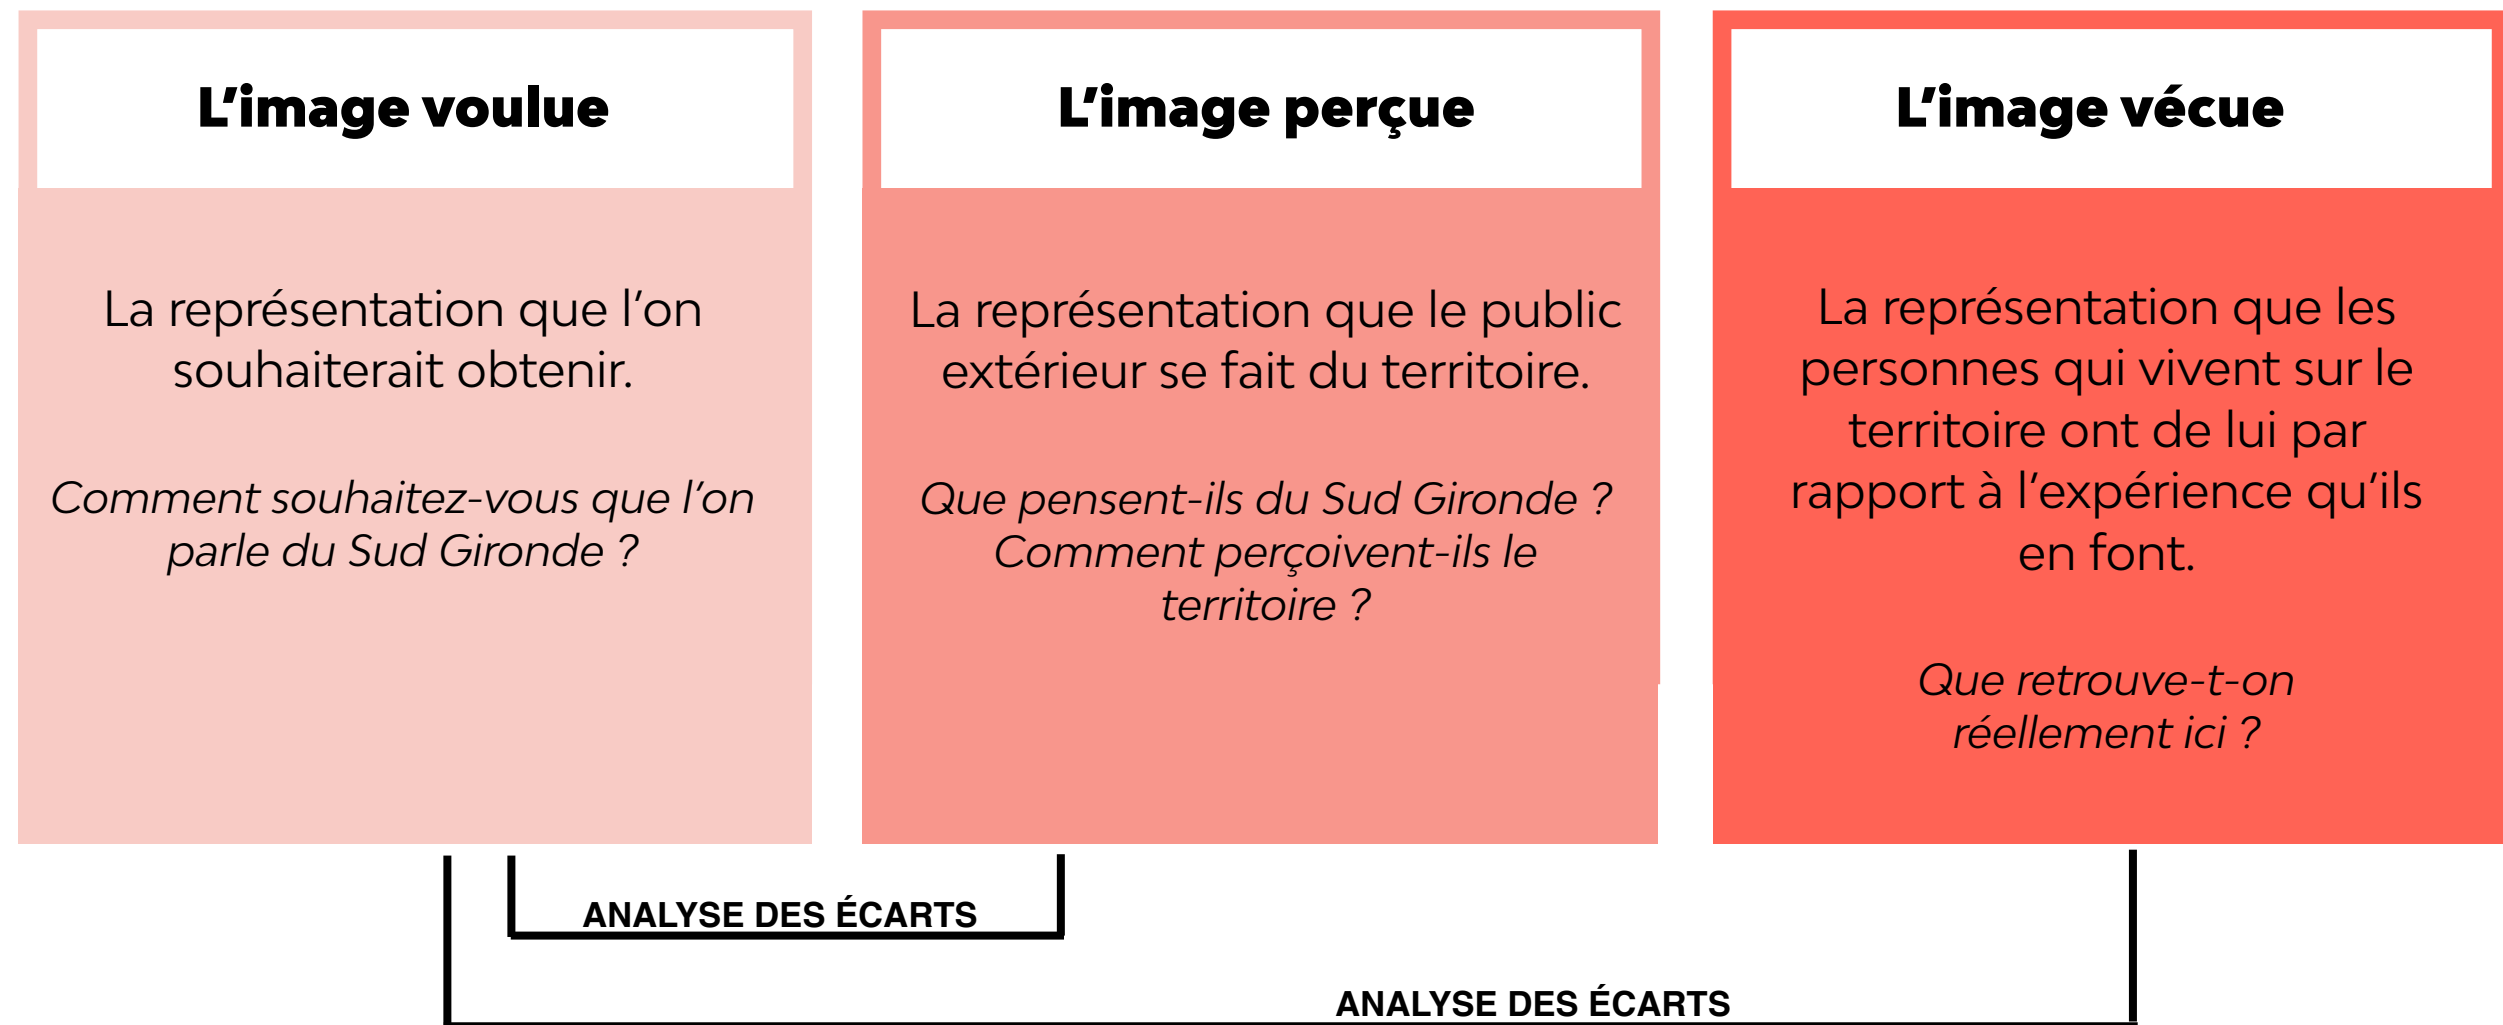 L’image voulue
La représentation que l’on
souhaiterait obtenir.
Comment souhaitez-vous que l’on
parle du Sud Gironde ?
L’image perçue
La représentation que le public
extérieur se fait du territoire.
Que pensent-ils du Sud Gironde ?
Comment perçoivent-ils le
territoire ?
L’image vécue
La représentation que les
personnes qui vivent sur le
territoire ont de lui par
rapport à l’expérience qu’ils
en font.
Que retrouve-t-on
réellement ici ?
ANALYSE DES ÉCARTS
ANALYSE DES ÉCARTS